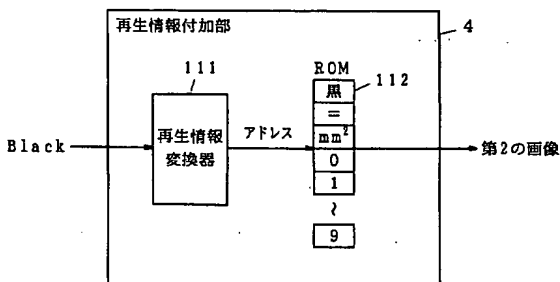 再生情報付加部
4
111
ROM
112
黒
=
mm²
0
1
~
9
Black
再生情報
変換器
アドレス
第2の画像